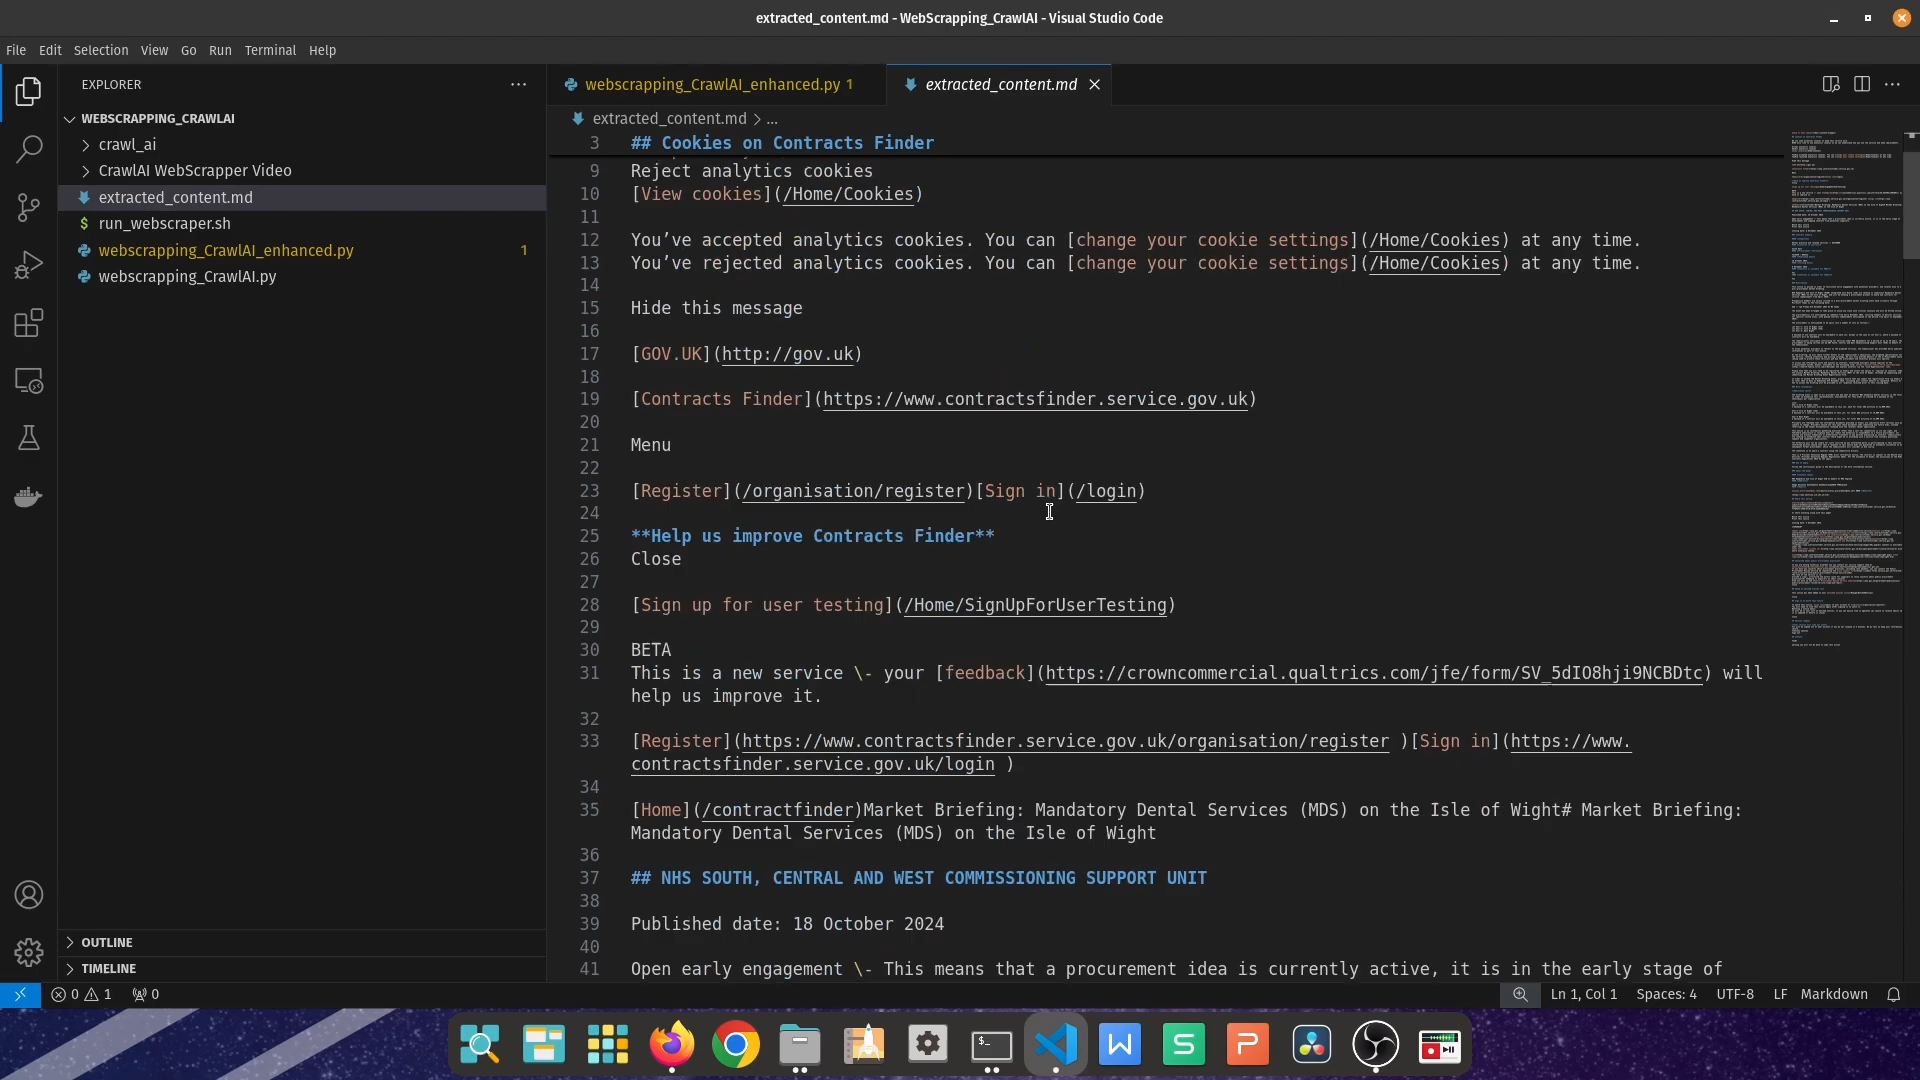 extracted_content.md - WebScrapping_CrawlAI - Visual Studio Code
File Edit Selection View Go Run Terminal Help
EXPLORER
WEBSCRAPPING_CRAWLAI
crawl_ai
CrawlAI WebScrapper Video
extracted_content.md
$ run_webscraper.sh
webscrapping_CrawlAI_enhanced.py 1
webscrapping_CrawlAI.py
OUTLINE
TIMELINE
webscrapping_CrawlAI_enhanced.py 1 extracted_content.md
extracted_content.md > ...
3 ## Cookies on Contracts Finder
9 Reject analytics cookies
10 [View cookies](/Home/Cookies)
11
12 You’ve accepted analytics cookies. You can [change your cookie settings](/Home/Cookies) at any time.
13 You’ve rejected analytics cookies. You can [change your cookie settings](/Home/Cookies) at any time.
14
15 Hide this message
16
17 [GOV.UK](http://gov.uk)
18
19 [Contracts Finder](https://www.contractsfinder.service.gov.uk)
20
21 Menu
22
23 [Register](/organisation/register)[Sign in](/login)
24
25 **Help us improve Contracts Finder**
26 Close
27
28 [Sign up for user testing](/Home/SignUpForUserTesting)
29
30 BETA
31 This is a new service \- your [feedback](https://crowncommercial.qualtrics.com/jfe/form/SV_5dIO8hji9NCBDtc) will
help us improve it.
32
33 [Register](https://www.contractsfinder.service.gov.uk/organisation/register )[Sign in](https://www.
contractsfinder.service.gov.uk/login )
34
35 [Home](/contractfinder)Market Briefing: Mandatory Dental Services (MDS) on the Isle of Wight# Market Briefing:
Mandatory Dental Services (MDS) on the Isle of Wight
36
37 ## NHS SOUTH, CENTRAL AND WEST COMMISSIONING SUPPORT UNIT
38
39 Published date: 18 October 2024
40
41 Open early engagement \- This means that a procurement idea is currently active, it is in the early stage of
0 1 0 Ln 1, Col 1 Spaces: 4 UTF-8 LF Markdown
$_ W S P